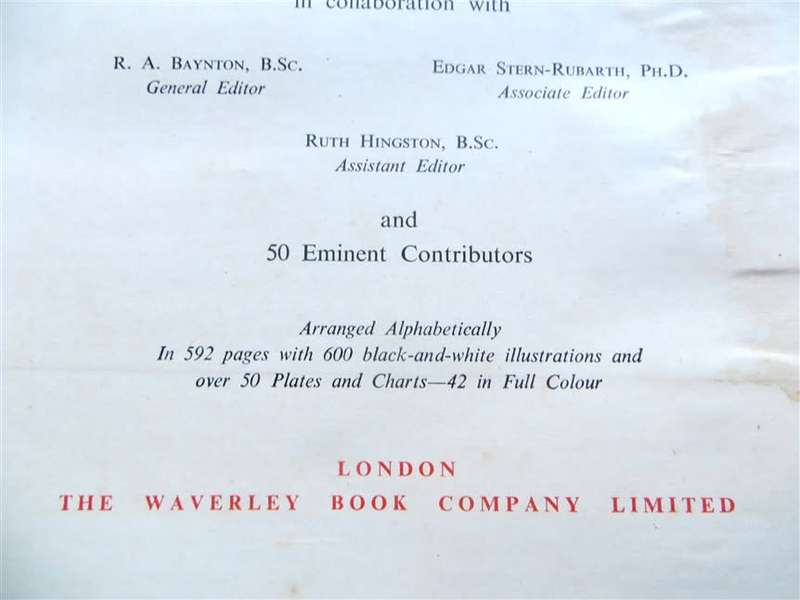 in collaboration with
R. A. BAYNTON, B.SC.
General Editor
EDGAR STERN-RUBARTH, PH.D.
Associate Editor
RUTH HINGSTON, B.SC.
Assistant Editor
and
50 Eminent Contributors
Arranged Alphabetically
In 592 pages with 600 black-and-white illustrations and
over 50 Plates and Charts—42 in Full Colour
LONDON
THE WAVERLEY BOOK COMPANY LIMITED